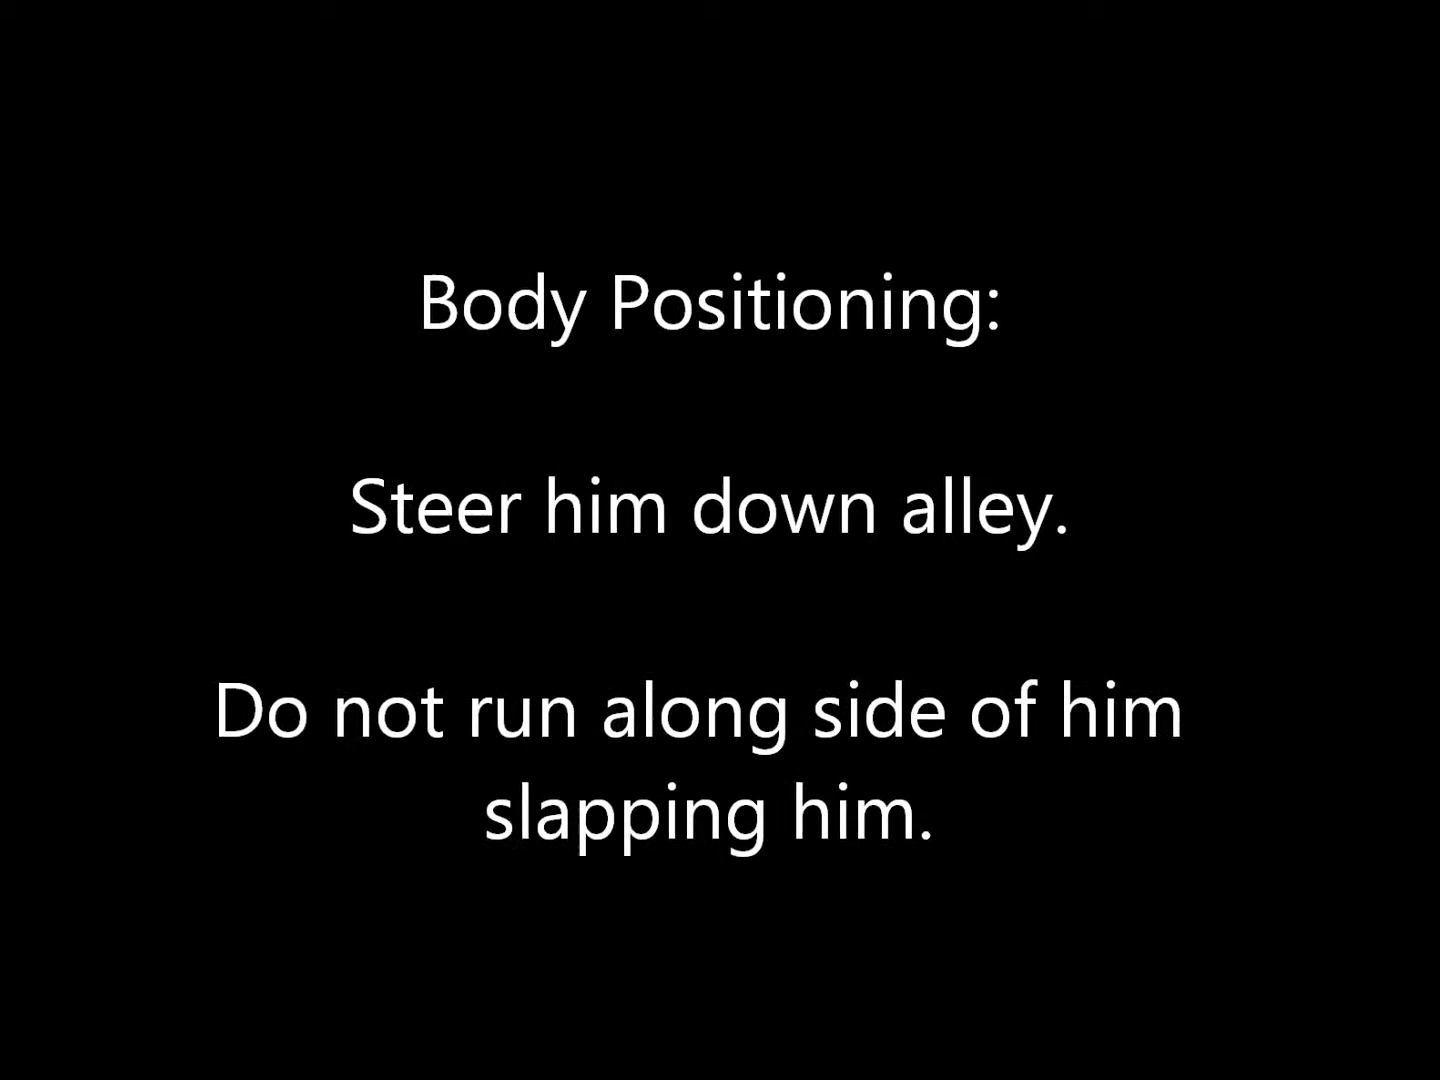 Body Positioning:
Steer him down alley.
Do not run along side of him
slapping him.